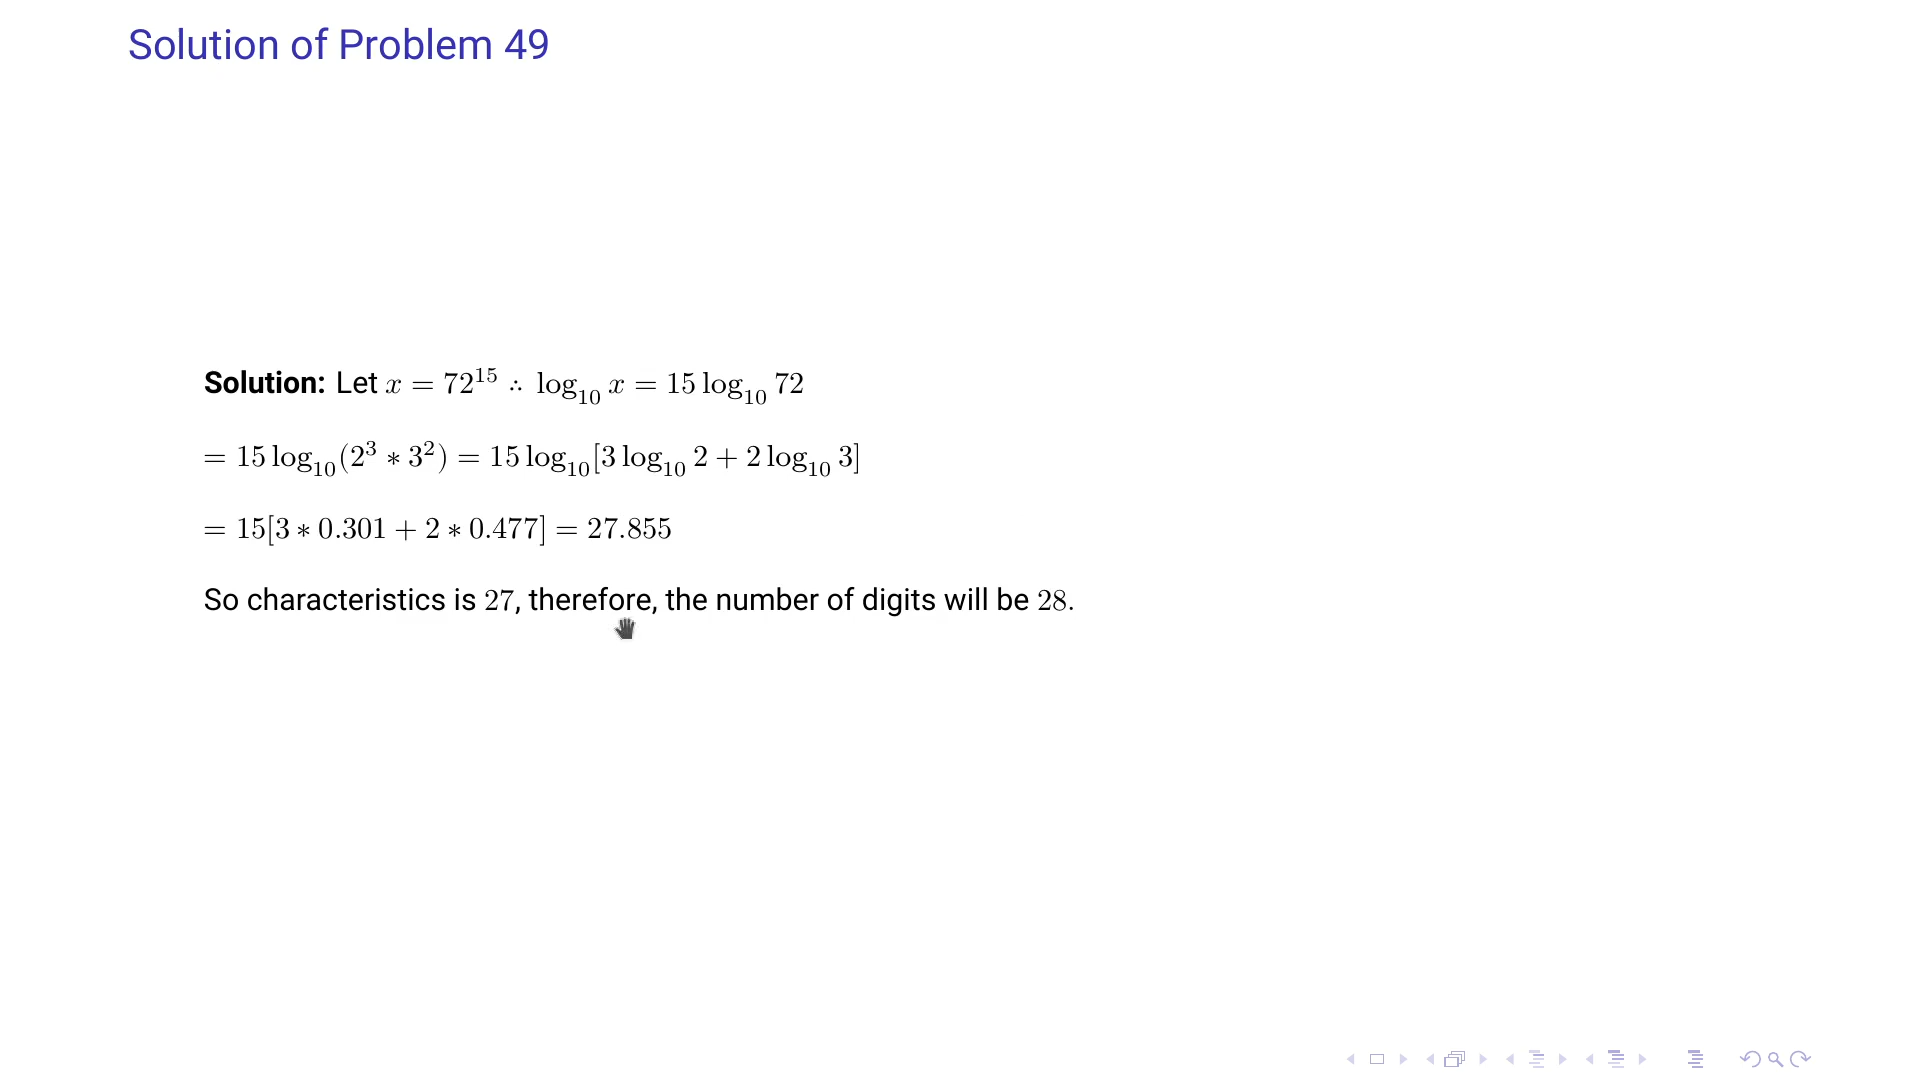 Solution of Problem 49
Solution: Let $x = 72^{15}$ ∴ $\log_{10} x = 15 \log_{10} 72$
$= 15 \log_{10}(2^3 * 3^2) = 15 \log_{10}[3 \log_{10} 2 + 2 \log_{10} 3]$
$= 15[3 * 0.301 + 2 * 0.477] = 27.855$
So characteristics is 27, therefore, the number of digits will be 28.